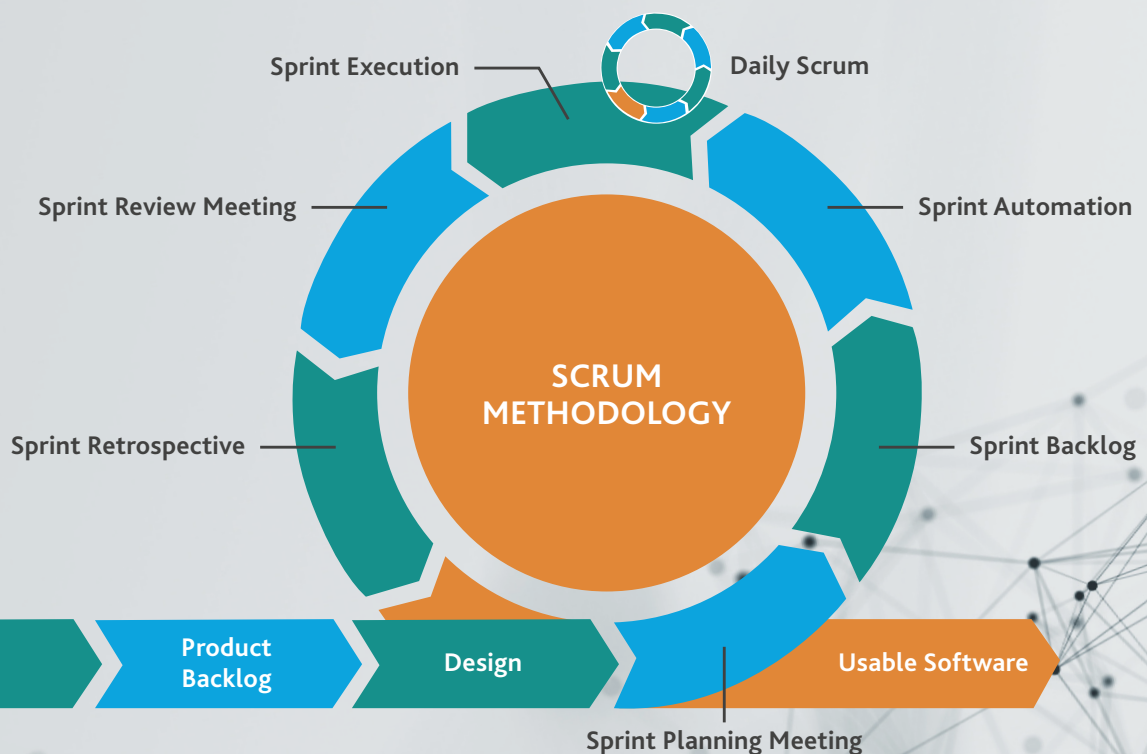 Sprint Execution
Daily Scrum
Sprint Review Meeting
Sprint Automation
SCRUM
METHODOLOGY
Sprint Retrospective
Sprint Backlog
Product
Backlog
Design
Usable Software
Sprint Planning Meeting